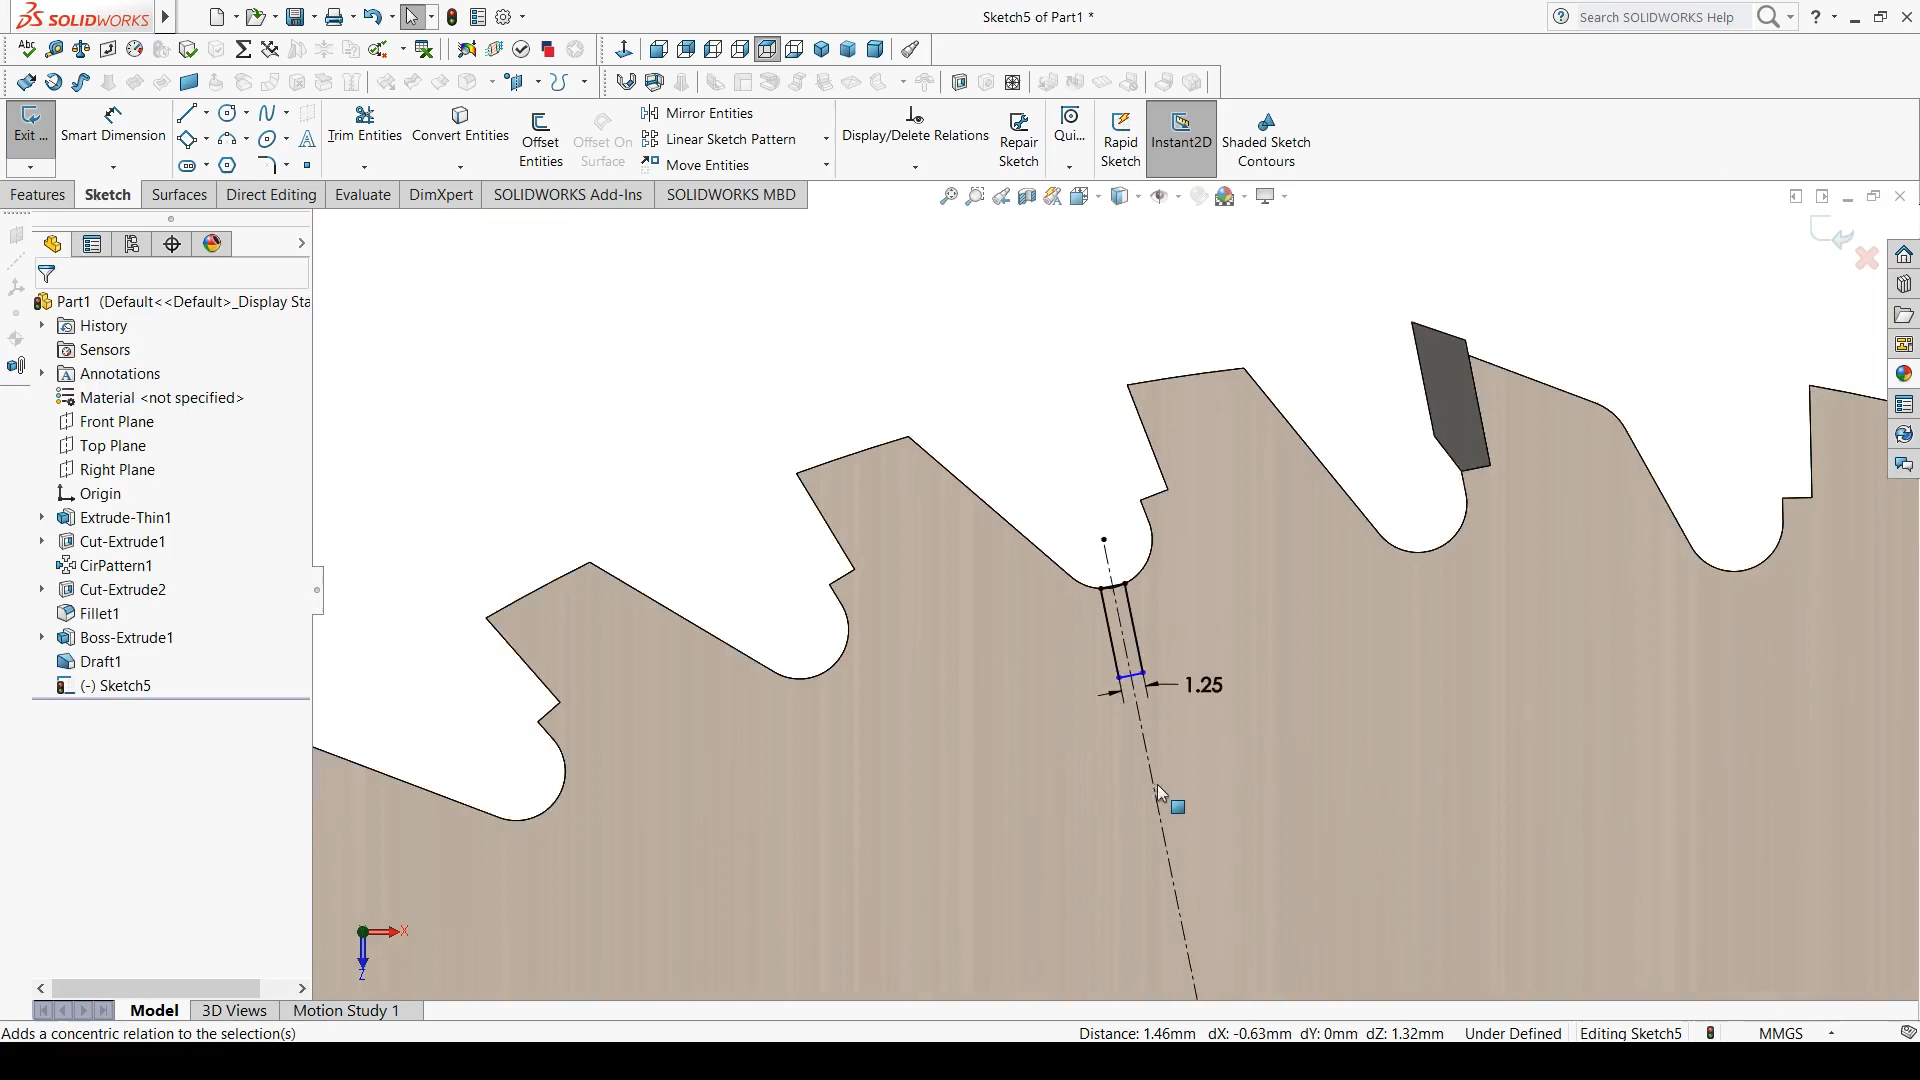 SOLIDWORKS
Sketch5 of Part1 *
Search SOLIDWORKS Help
Exit ...
Smart Dimension
Trim Entities
Convert Entities
Offset Entities
Offset On Surface
Mirror Entities
Linear Sketch Pattern
Move Entities
Display/Delete Relations
Repair Sketch
Qui...
Rapid Sketch
Instant2D
Shaded Sketch Contours
Features
Sketch
Surfaces
Direct Editing
Evaluate
DimXpert
SOLIDWORKS Add-Ins
SOLIDWORKS MBD
Part1 (Default<<Default>_Display Sta
History
Sensors
Annotations
Material <not specified>
Front Plane
Top Plane
Right Plane
Origin
Extrude-Thin1
Cut-Extrude1
CirPattern1
Cut-Extrude2
Fillet1
Boss-Extrude1
Draft1
(-) Sketch5
1.25
X
Z
Model
3D Views
Motion Study 1
Adds a concentric relation to the selection(s)
Distance: 1.46mm dX: -0.63mm dY: 0mm dZ: 1.32mm
Under Defined
Editing Sketch5
MMGS